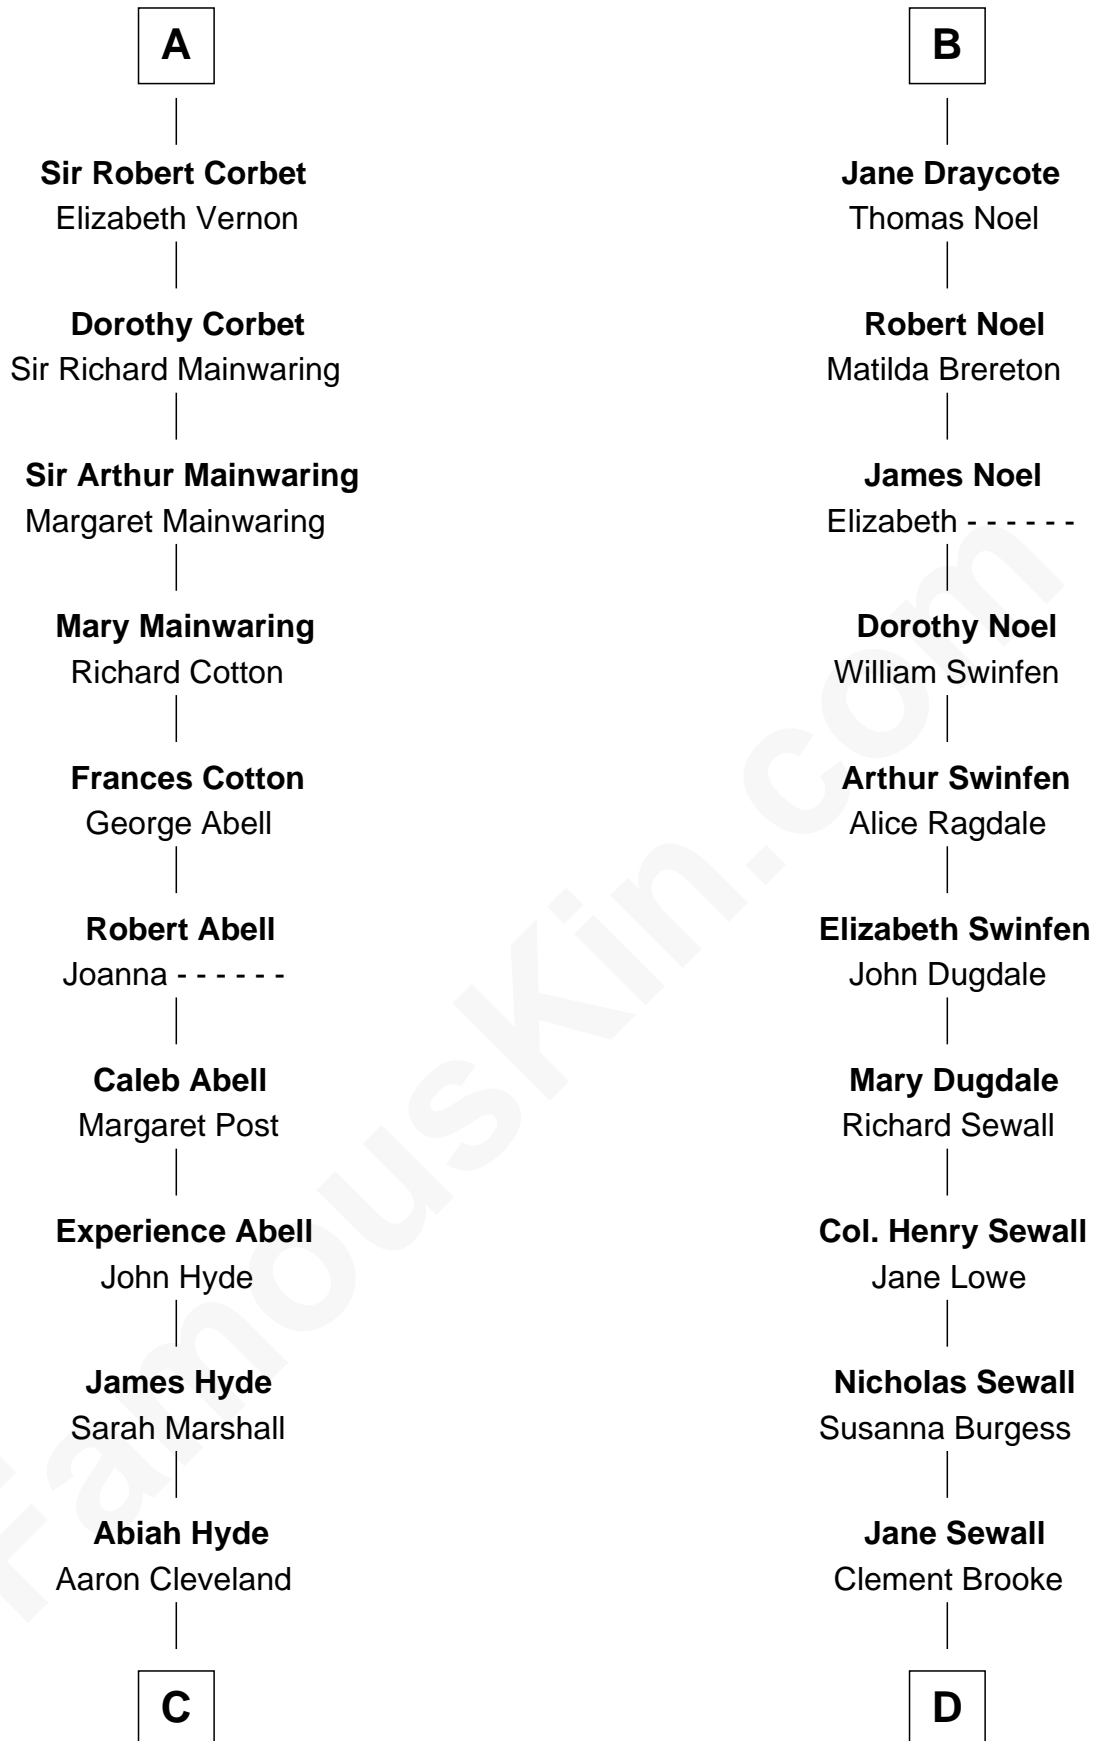 A
Sir Robert Corbet
Elizabeth Vernon
Dorothy Corbet
Sir Richard Mainwaring
Sir Arthur Mainwaring
Margaret Mainwaring
Mary Mainwaring
Richard Cotton
Frances Cotton
George Abell
Robert Abell
Joanna - - - - - -
Caleb Abell
Margaret Post
Experience Abell
John Hyde
James Hyde
Sarah Marshall
Abiah Hyde
Aaron Cleveland
C
B
Jane Draycote
Thomas Noel
Robert Noel
Matilda Brereton
James Noel
Elizabeth - - - - - -
Dorothy Noel
William Swinfen
Arthur Swinfen
Alice Ragdale
Elizabeth Swinfen
John Dugdale
Mary Dugdale
Richard Sewall
Col. Henry Sewall
Jane Lowe
Nicholas Sewall
Susanna Burgess
Jane Sewall
Clement Brooke
D
FamousKin.com